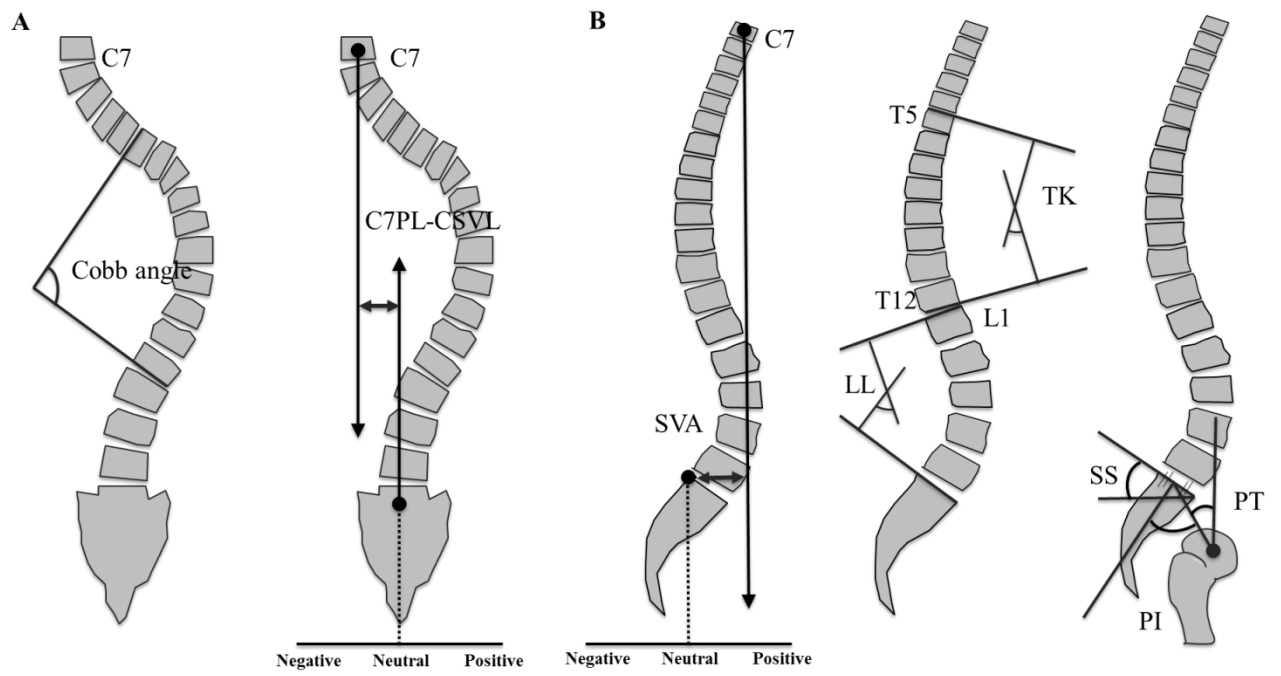 A
C7
Cobb angle
C7
C7PL-CSVL
Negative Neutral Positive
B
C7
SVA
Negative Neutral Positive
T5
TK
T12
L1
LL
SS
PT
PI